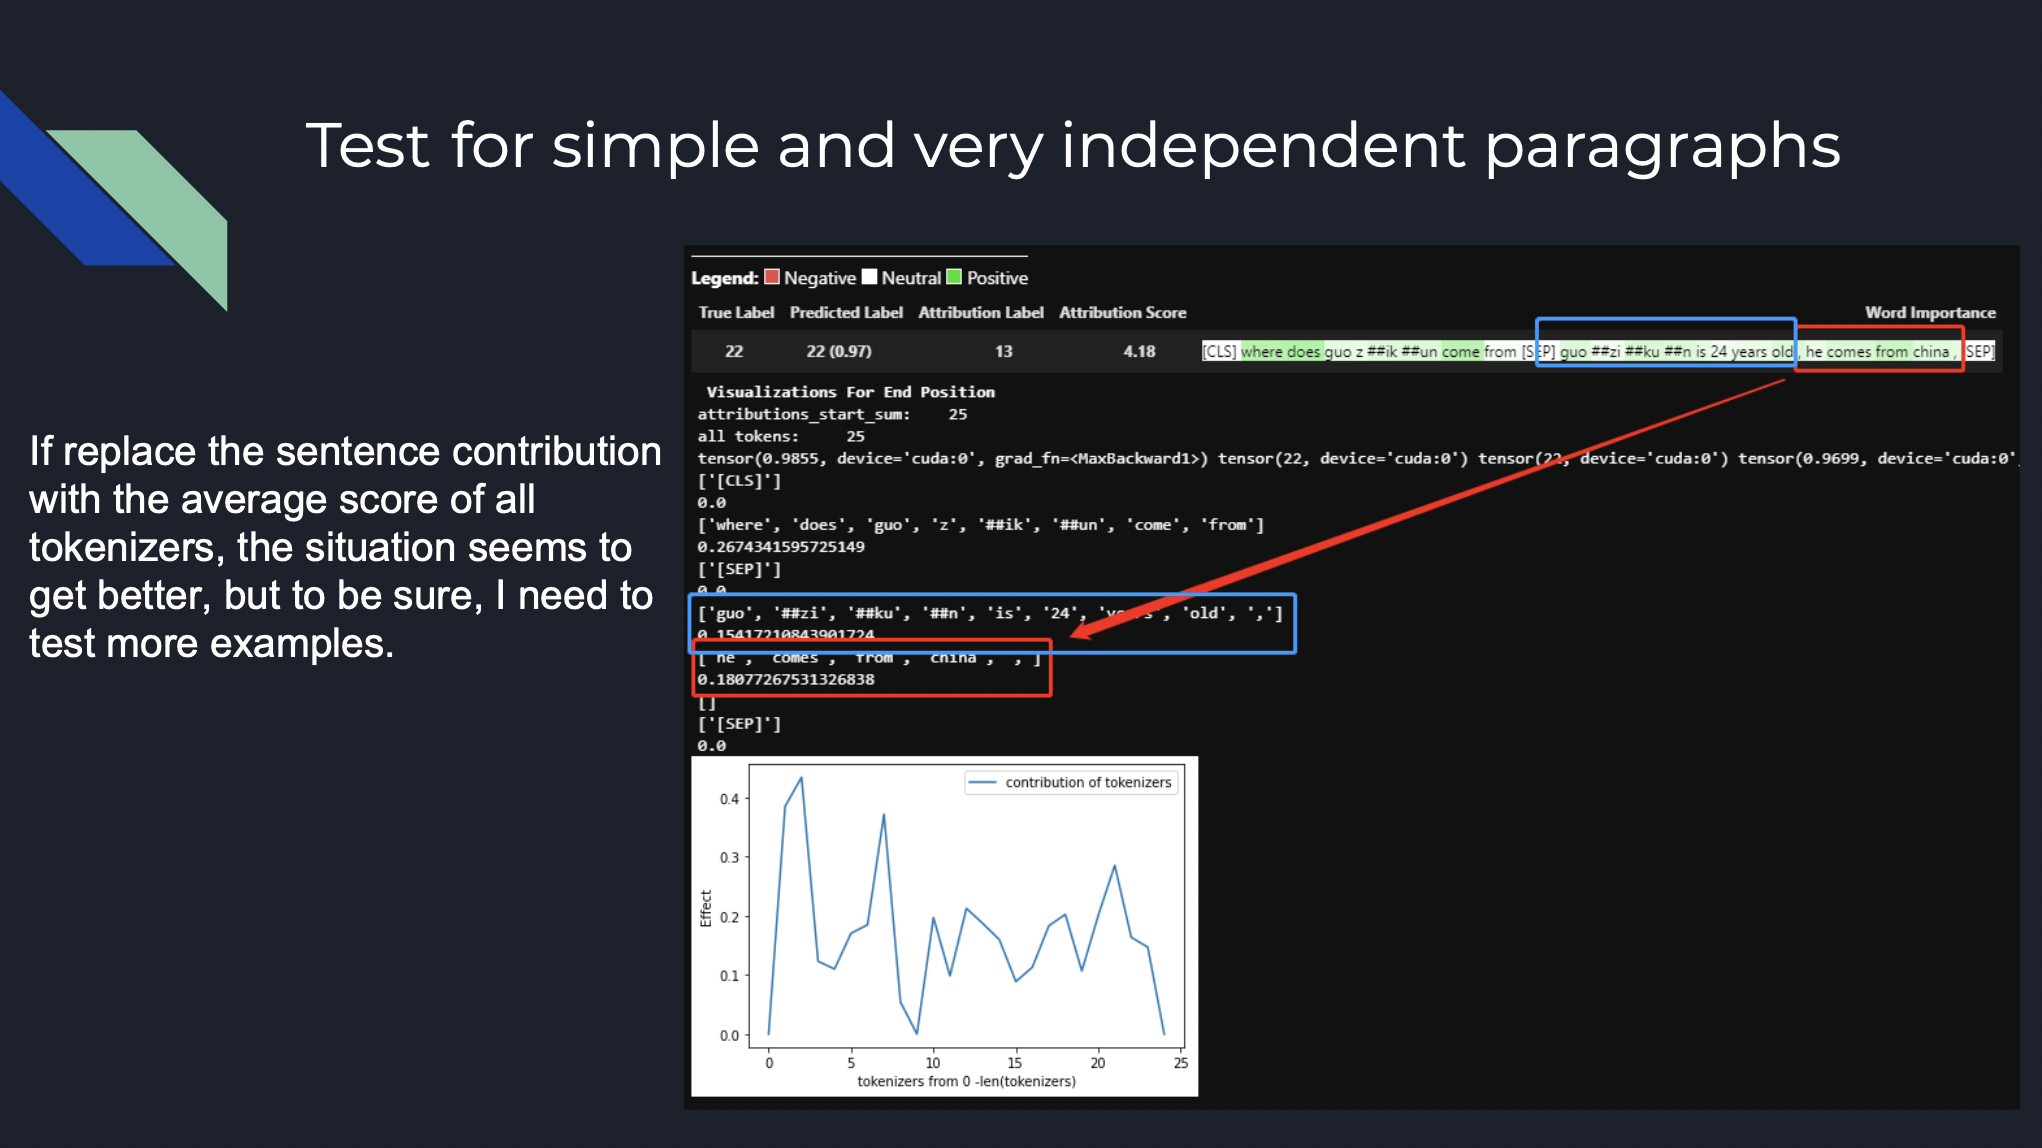 Test for simple and very independent paragraphs
If replace the sentence contribution
with the average score of all
tokenizers, the situation seems to
get better, but to be sure, I need to
test more examples.
Legend: Negative Neutral Positive
True Label Predicted Label Attribution Label Attribution Score Word Importance
22 22 (0.97) 13 4.18 [CLS] where does guo z ##ik ##un come from [SEP] guo ##zi ##ku ##n is 24 years old , he comes from china , [SEP]
Visualizations For End Position
attributions_start_sum: 25
all tokens: 25
tensor(0.9855, device='cuda:0', grad_fn=<MaxBackward1>) tensor(22, device='cuda:0') tensor(22, device='cuda:0') tensor(0.9699, device='cuda:0',
['[CLS]']
0.0
['where', 'does', 'guo', 'z', '##ik', '##un', 'come', 'from']
0.2674341595725149
['[SEP]']
0.0
['guo', '##zi', '##ku', '##n', 'is', '24', 'years', 'old', ',']
0.15417210843901724
['he', 'comes', 'from', 'china', ',']
0.18077267531326838
[]
['[SEP]']
0.0
contribution of tokenizers
0.4
0.3
0.2
0.1
0.0
Effect
0 5 10 15 20 25
tokenizers from 0 -len(tokenizers)